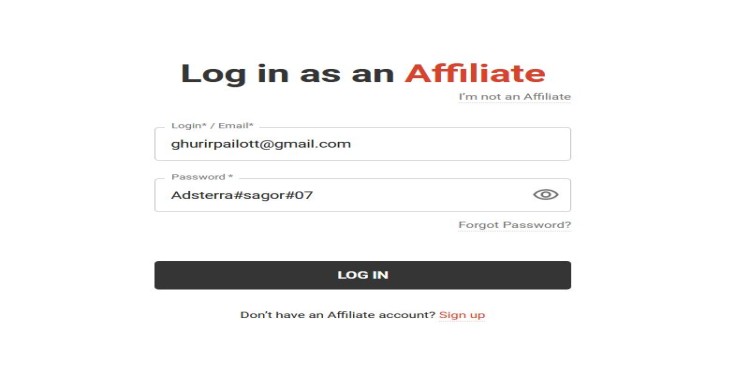 Log in as an Affiliate
I'm not an Affiliate
Login* / Email*
ghurirpailott@gmail.com
Password *
Adsterra#sagor#07
Forgot Password?
LOG IN
Don't have an Affiliate account? Sign up